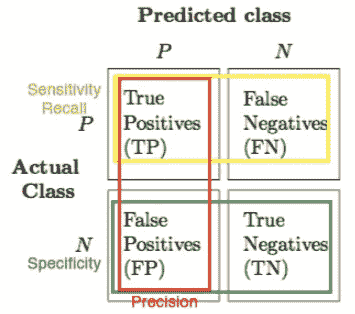 Predicted class
P N
Sensitivity
Recall
P
True
Positives
(TP)
False
Negatives
(FN)
Actual
Class
N
Specificity
False
Positives
(FP)
True
Negatives
(TN)
Precision